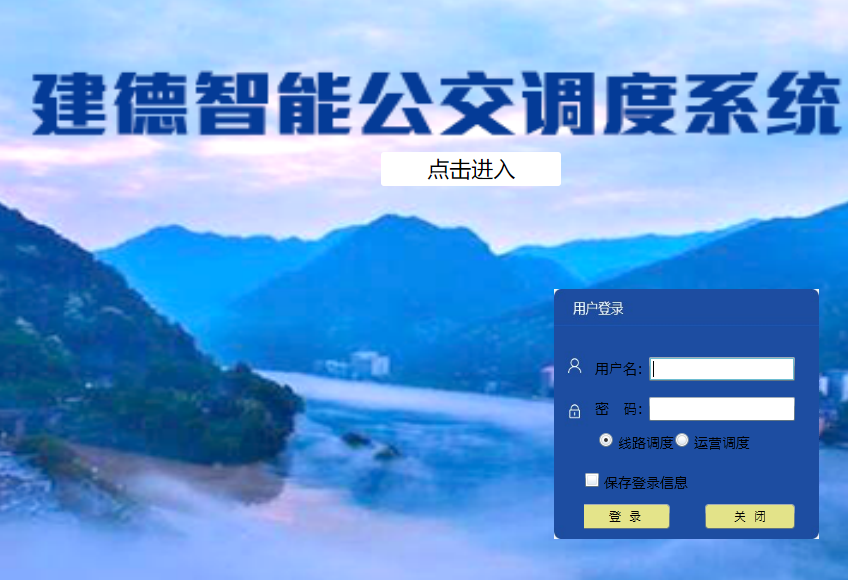 建德智能公交调度系统
点击进入
用户登录
用户名:
密 码:
线路调度 运营调度
保存登录信息
登 录 关 闭